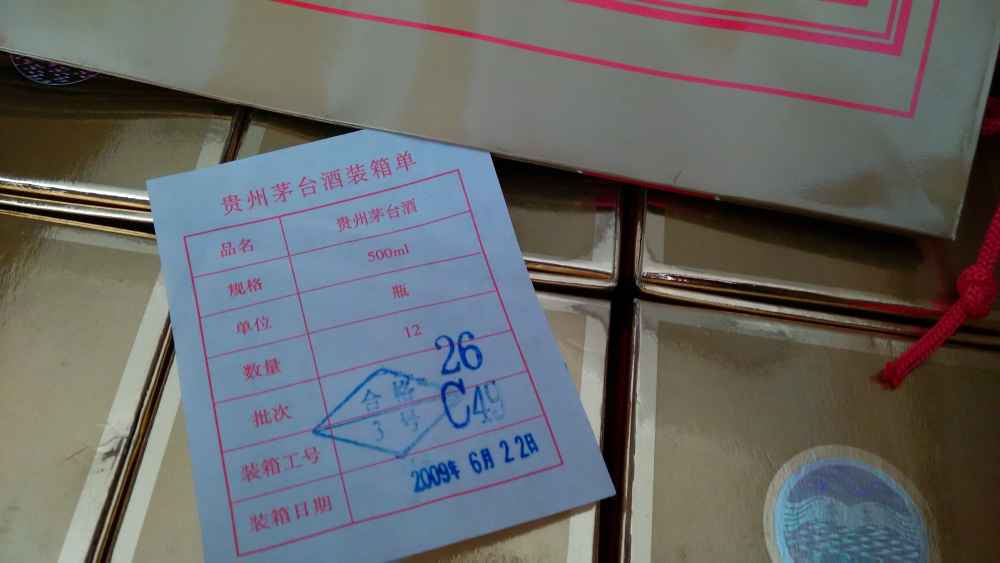 贵州茅台酒装箱单
品名 贵州茅台酒
规格 500ml
单位 瓶
数量 12
批次 26
合格
3号
装箱工号 C49
装箱日期 2009年 6月 22日